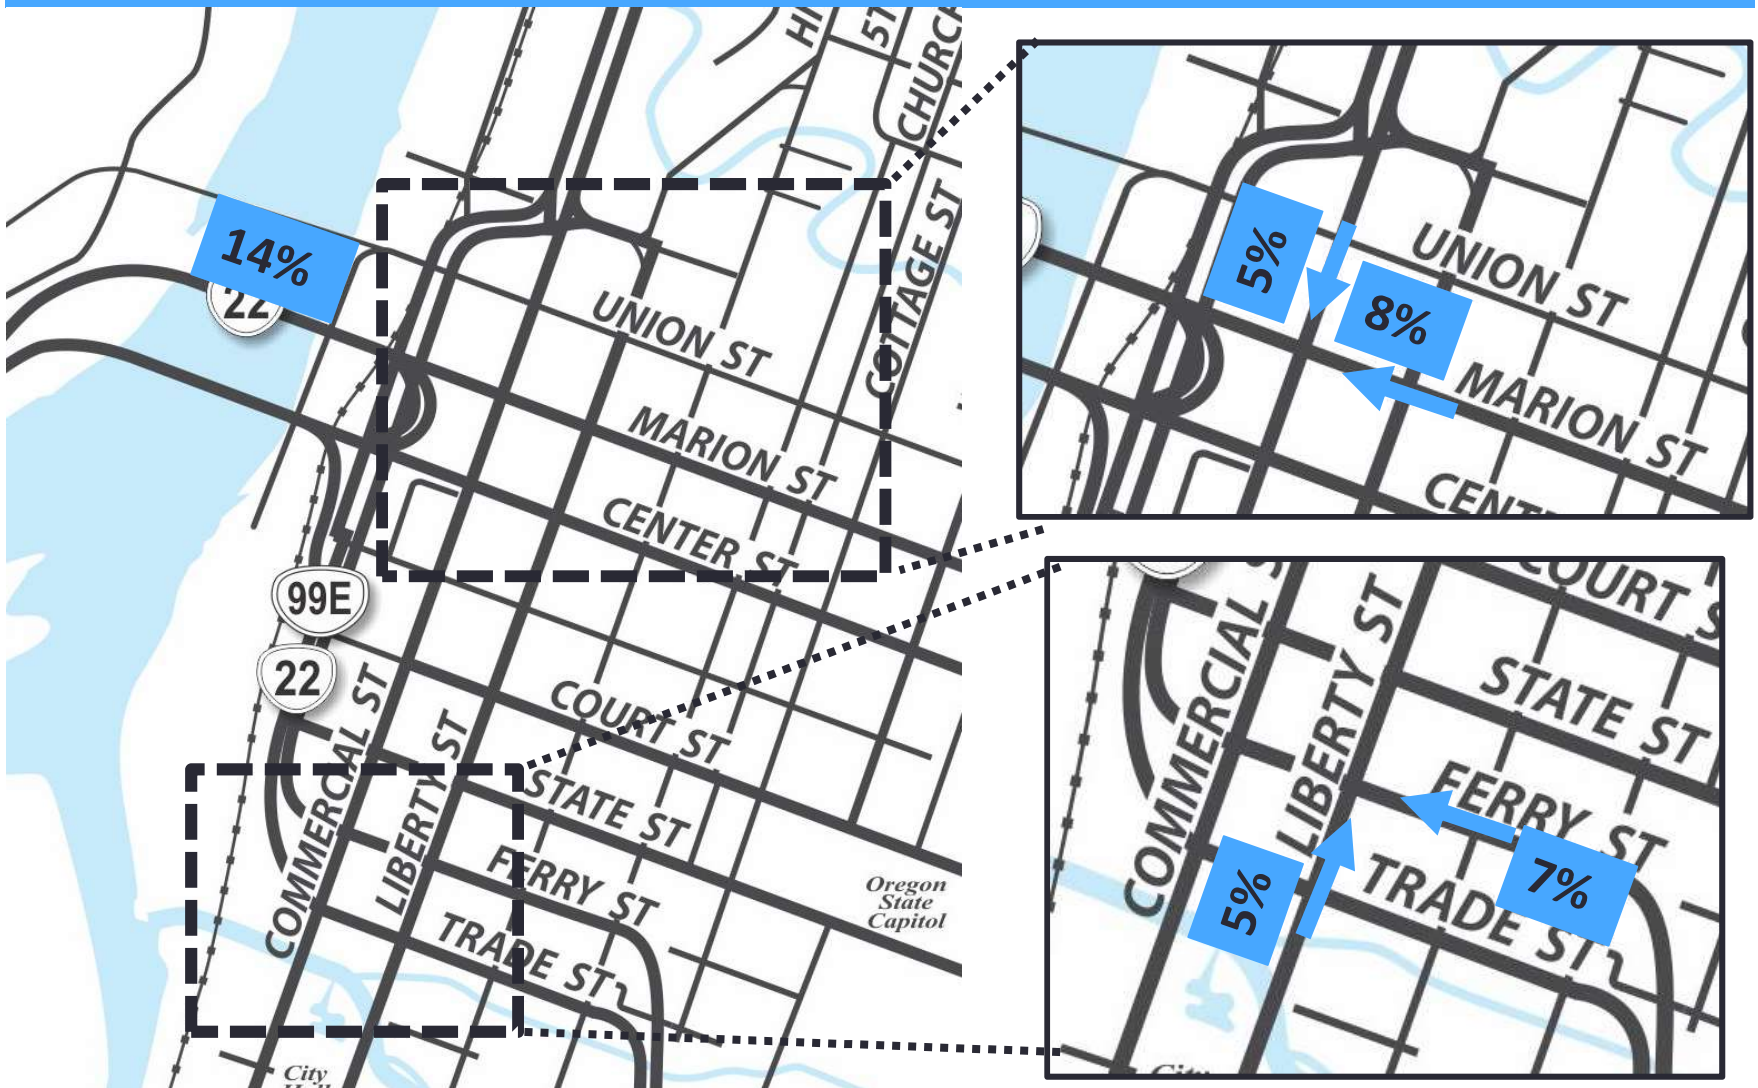 CHURCH
14%
22
COTTAGE ST
UNION ST
MARION ST
CENTER ST
99E
22
COMMERCIAL ST
LIBERTY ST
COURT ST
STATE ST
FERRY ST
TRADE ST
Oregon
State
Capitol
City
5%
8%
UNION ST
MARION ST
COURT
COMMERCIAL
LIBERTY ST
STATE ST
FERRY ST
TRADE ST
5%
7%